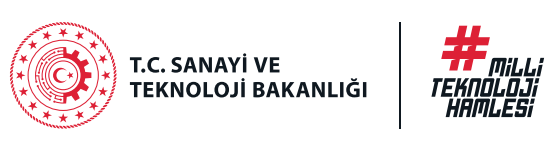 T.C. SANAYİ VE
TEKNOLOJİ BAKANLIĞI
#MİLLİ
TEKNOLOJİ
HAMLESİ